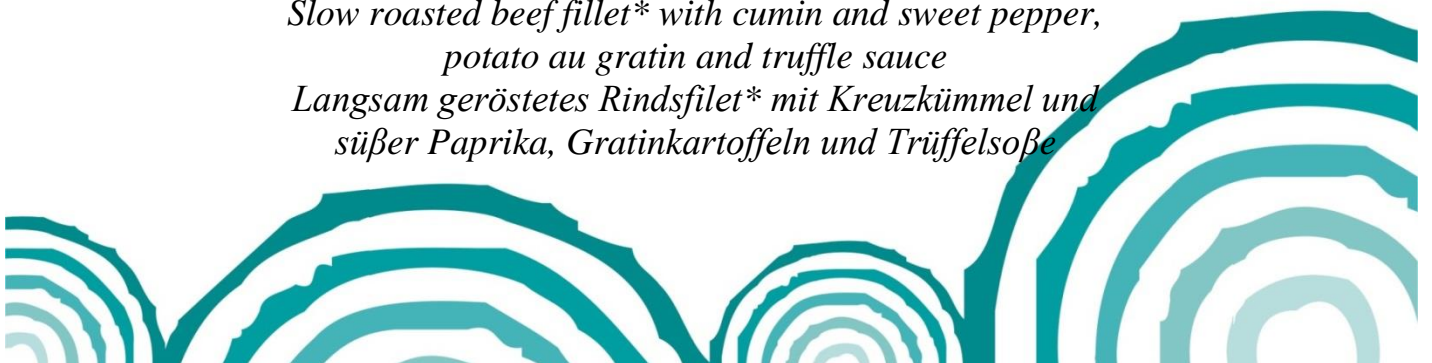 Slow roasted beef fillet* with cumin and sweet pepper,
potato au gratin and truffle sauce
Langsam geröstetes Rindsfilet* mit Kreuzkümmel und
süßer Paprika, Gratinkartoffeln und Trüffelsoße